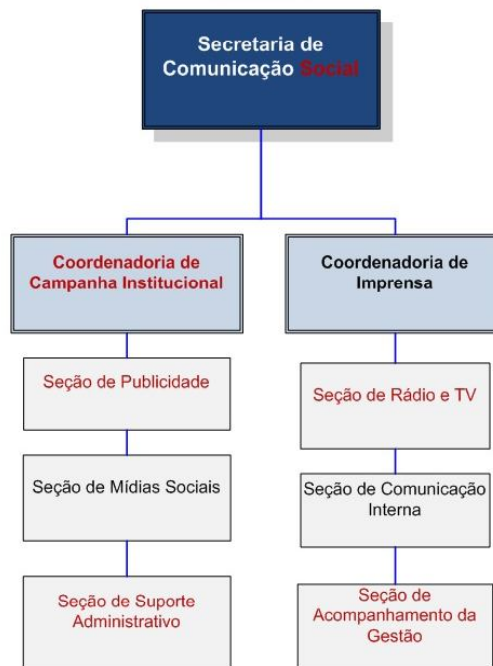 Secretaria de
Comunicação Social
Coordenadoria de
Campanha Institucional
Seção de Publicidade
Seção de Mídias Sociais
Seção de Suporte
Administrativo
Coordenadoria de
Imprensa
Seção de Rádio e TV
Seção de Comunicação
Interna
Seção de
Acompanhamento da
Gestão